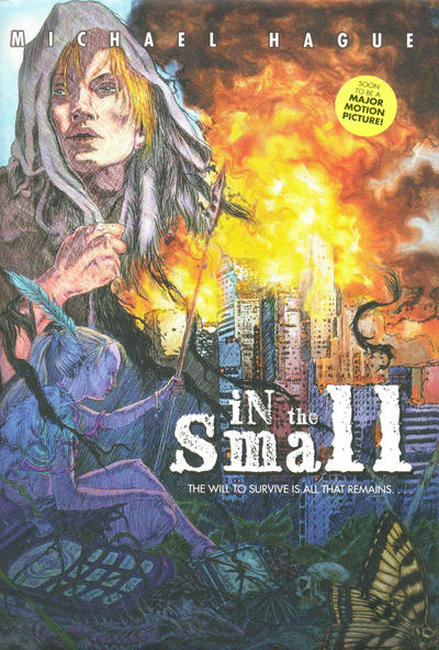 MICHAEL HAGUE
SOON
TO BE A
MAJOR
MOTION
PICTURE!
iN the
small
THE WILL TO SURVIVE IS ALL THAT REMAINS. . . .